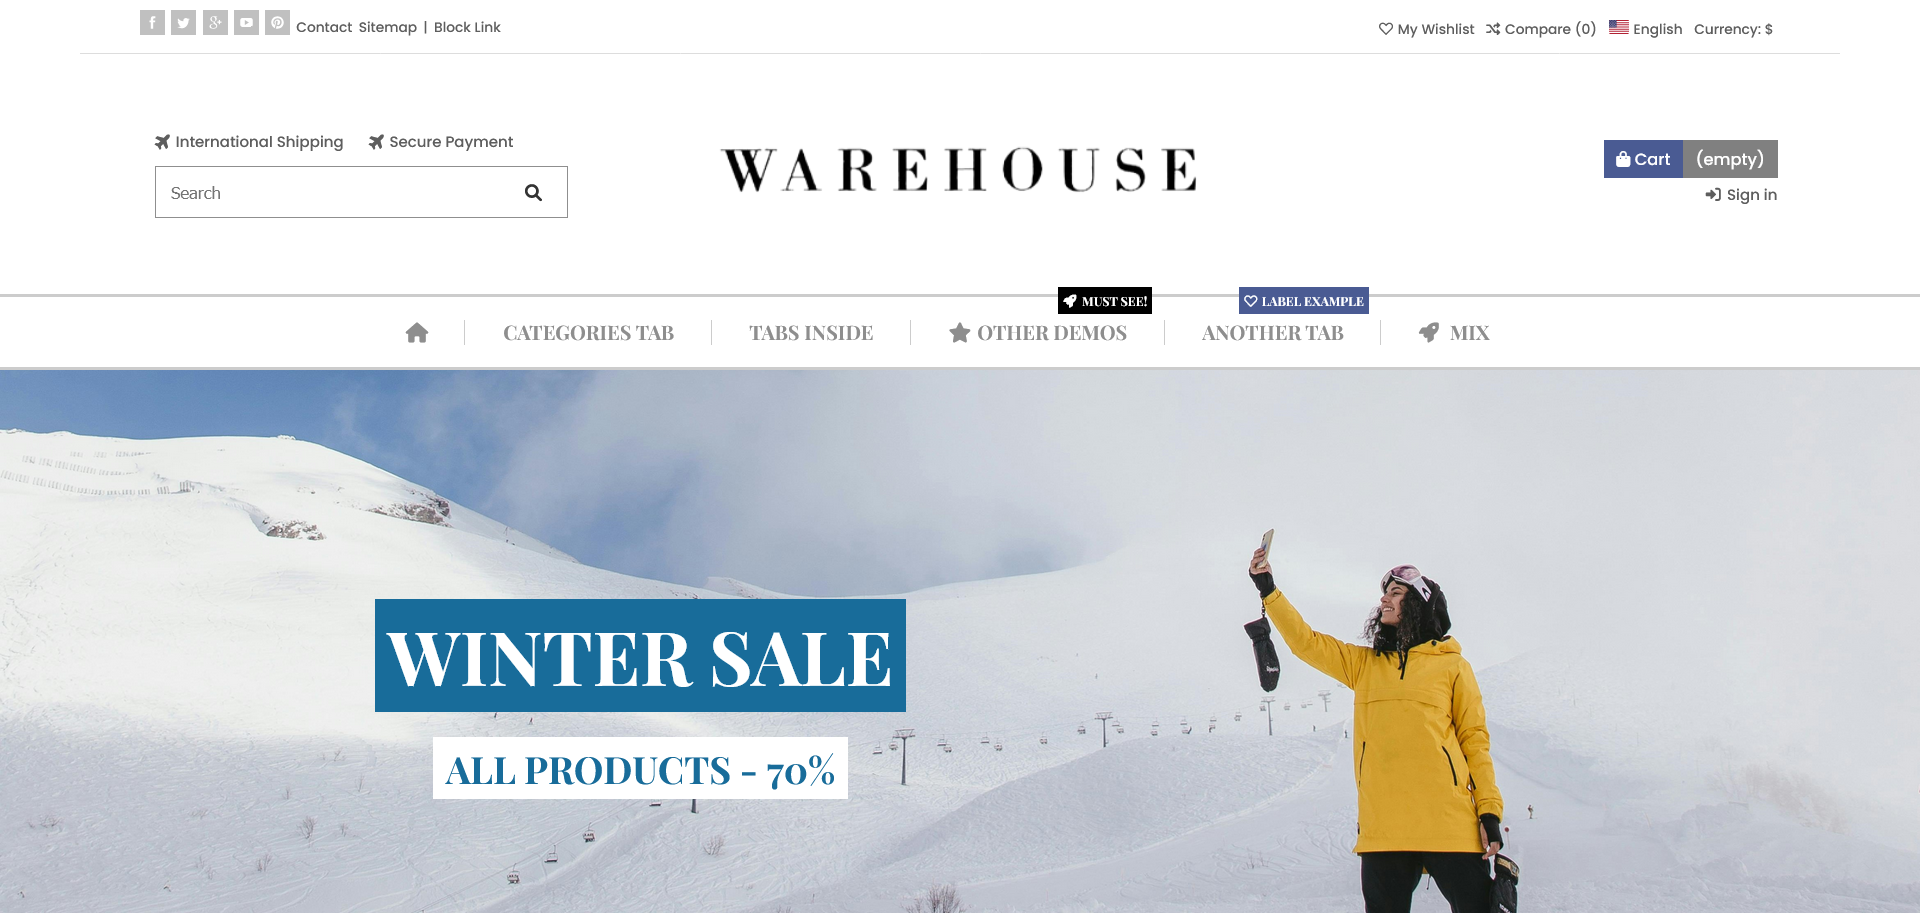 Contact Sitemap | Block Link
My Wishlist Compare (0) English Currency: $
International Shipping Secure Payment
Search
WAREHOUSE
Cart (empty)
Sign in
MUST SEE!
LABEL EXAMPLE
CATEGORIES TAB
TABS INSIDE
OTHER DEMOS
ANOTHER TAB
MIX
WINTER SALE
ALL PRODUCTS - 70%